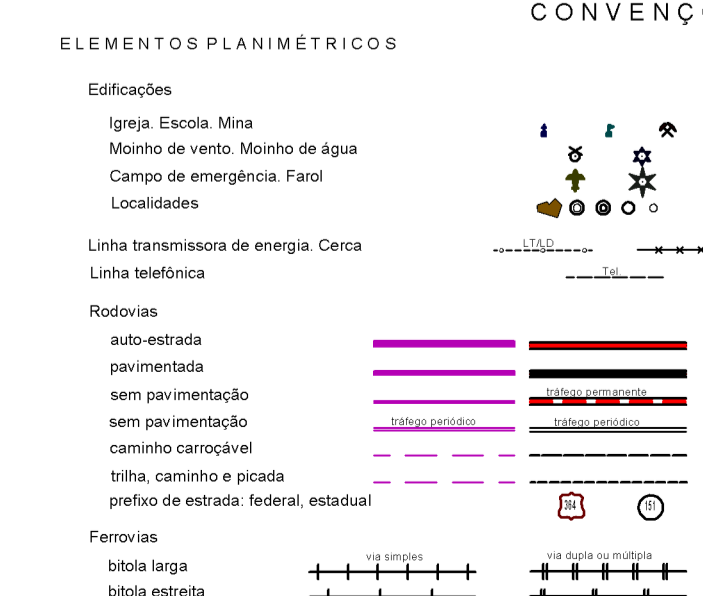 CONVENÇ
ELEMENTOS PLANIMÉTRICOS
Edificações
Igreja. Escola. Mina
Moinho de vento. Moinho de água
Campo de emergência. Farol
Localidades
Linha transmissora de energia. Cerca LT/LD
Linha telefônica Tel.
Rodovias
auto-estrada
pavimentada
sem pavimentação tráfego permanente
sem pavimentação tráfego periódico tráfego periódico
caminho carroçável
trilha, caminho e picada
prefixo de estrada: federal, estadual 364 151
Ferrovias
bitola larga via simples via dupla ou múltipla
bitola estreita